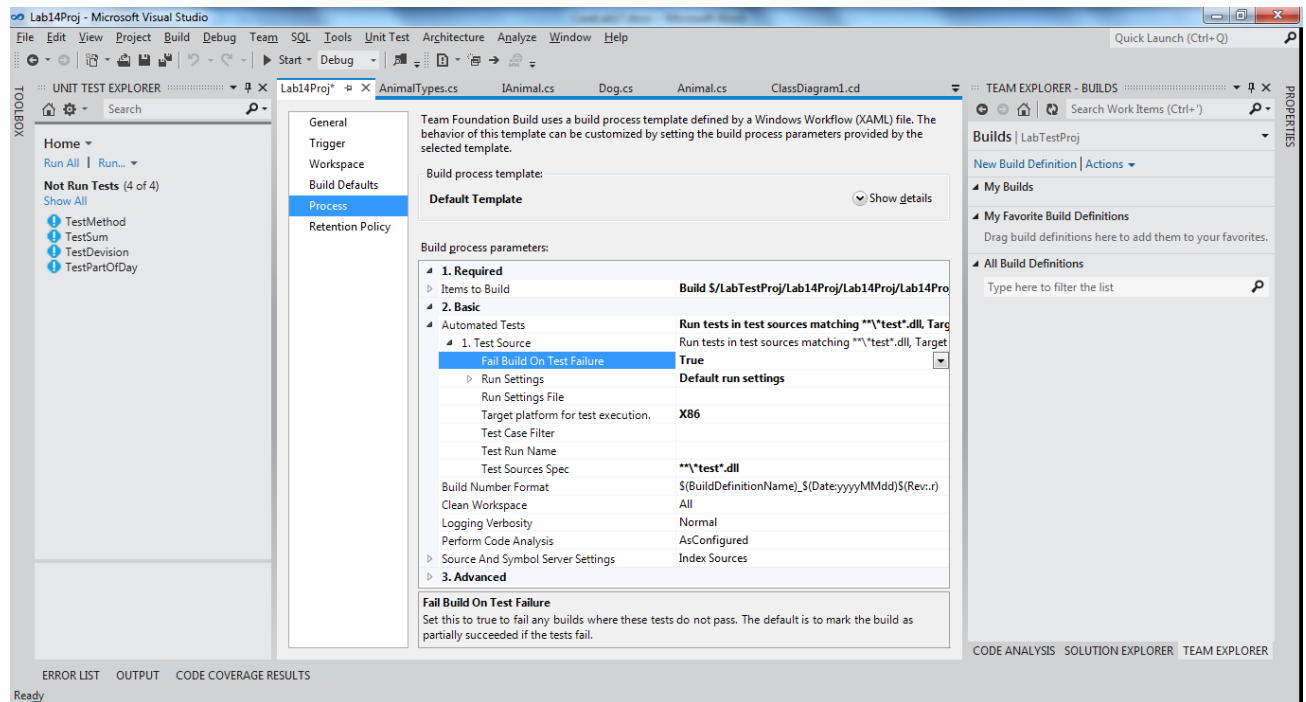 Lab14Proj - Microsoft Visual Studio
File Edit View Project Build Debug Team SQL Tools Unit Test Architecture Analyze Window Help
Quick Launch (Ctrl+Q)
Start Debug
TOOLBOX
UNIT TEST EXPLORER
Search
Home
Run All | Run...
Not Run Tests (4 of 4)
Show All
TestMethod
TestSum
TestDevision
TestPartOfDay
Lab14Proj* AnimalTypes.cs IAnimal.cs Dog.cs Animal.cs ClassDiagram1.cd
General
Trigger
Workspace
Build Defaults
Process
Retention Policy
Team Foundation Build uses a build process template defined by a Windows Workflow (XAML) file. The
behavior of this template can be customized by setting the build process parameters provided by the
selected template.
Build process template:
Default Template
Show details
Build process parameters:
1. Required
Items to Build Build $/LabTestProj/Lab14Proj/Lab14Proj/Lab14Pro
2. Basic
Automated Tests Run tests in test sources matching **\*test*.dll, Targ
1. Test Source Run tests in test sources matching **\*test*.dll, Target
Fail Build On Test Failure True
Run Settings Default run settings
Run Settings File
Target platform for test execution. X86
Test Case Filter
Test Run Name
Test Sources Spec **\*test*.dll
Build Number Format $(BuildDefinitionName)_$(Date:yyyyMMdd)$(Rev:.r)
Clean Workspace All
Logging Verbosity Normal
Perform Code Analysis AsConfigured
Source And Symbol Server Settings Index Sources
3. Advanced
Fail Build On Test Failure
Set this to true to fail any builds where these tests do not pass. The default is to mark the build as
partially succeeded if the tests fail.
TEAM EXPLORER - BUILDS
Search Work Items (Ctrl+')
Builds | LabTestProj
New Build Definition | Actions
My Builds
My Favorite Build Definitions
Drag build definitions here to add them to your favorites.
All Build Definitions
Type here to filter the list
CODE ANALYSIS SOLUTION EXPLORER TEAM EXPLORER
PROPERTIES
ERROR LIST OUTPUT CODE COVERAGE RESULTS
Ready